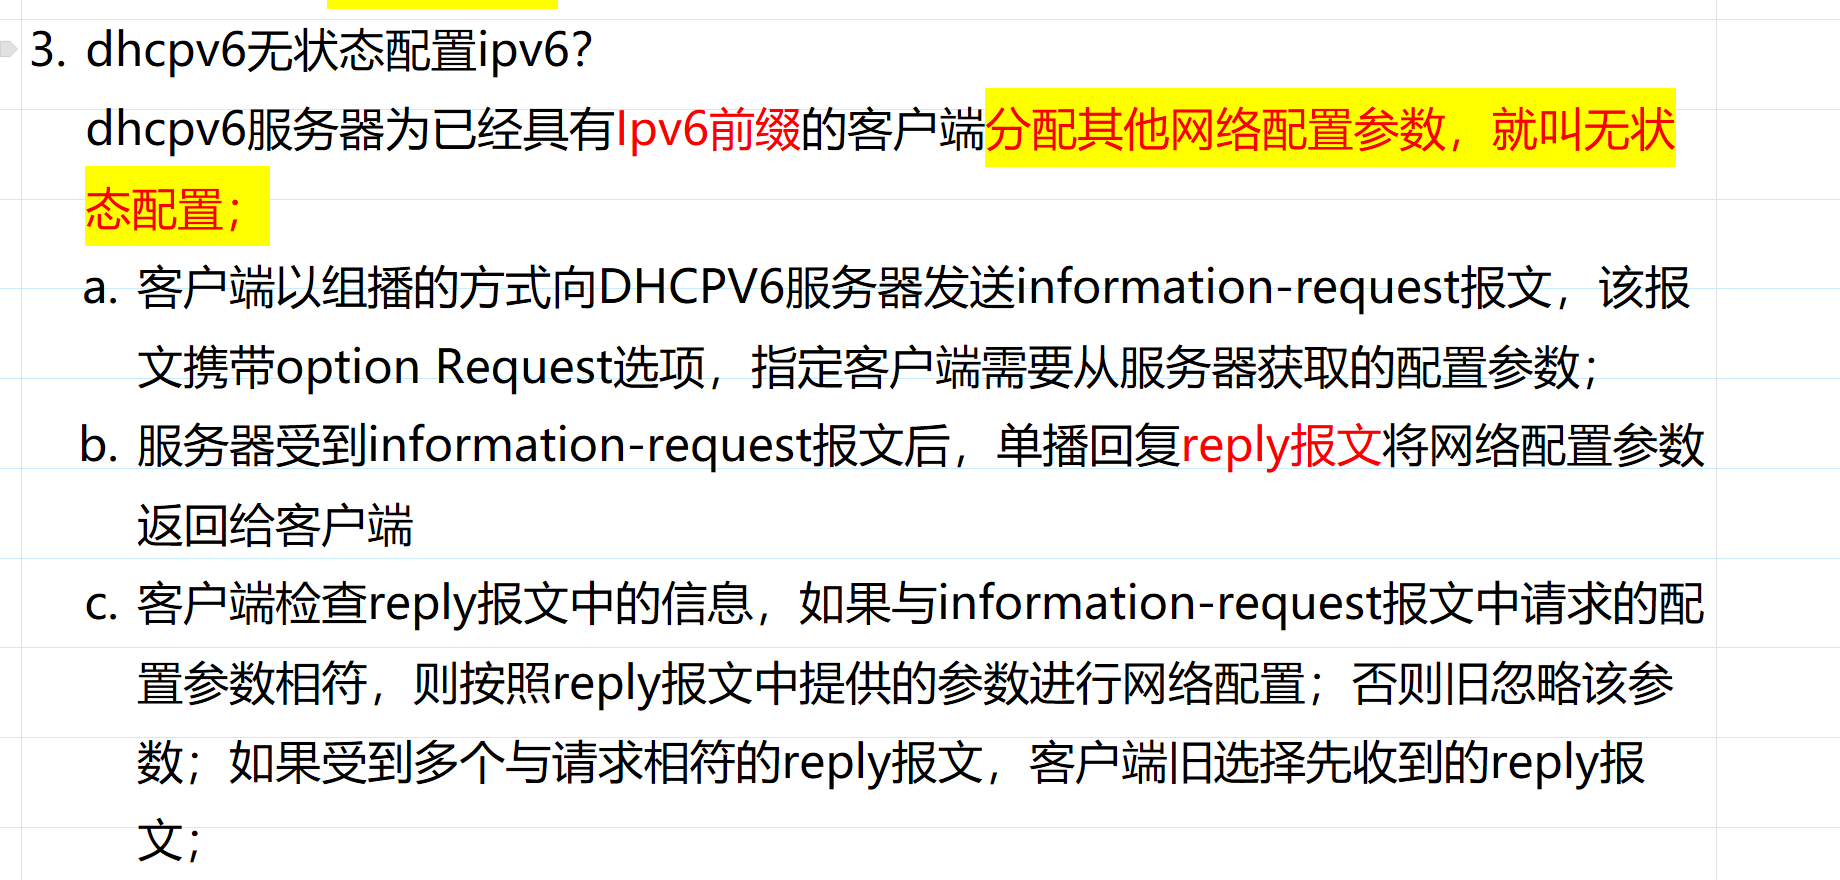 3. dhcpv6无状态配置ipv6？
dhcpv6服务器为已经具有Ipv6前缀的客户端分配其他网络配置参数，就叫无状
态配置；
a. 客户端以组播的方式向DHCPV6服务器发送information-request报文，该报
文携带option Request选项，指定客户端需要从服务器获取的配置参数；
b. 服务器受到information-request报文后，单播回复reply报文将网络配置参数
返回给客户端
c. 客户端检查reply报文中的信息，如果与information-request报文中请求的配
置参数相符，则按照reply报文中提供的参数进行网络配置；否则旧忽略该参
数；如果受到多个与请求相符的reply报文，客户端旧选择先收到的reply报
文；